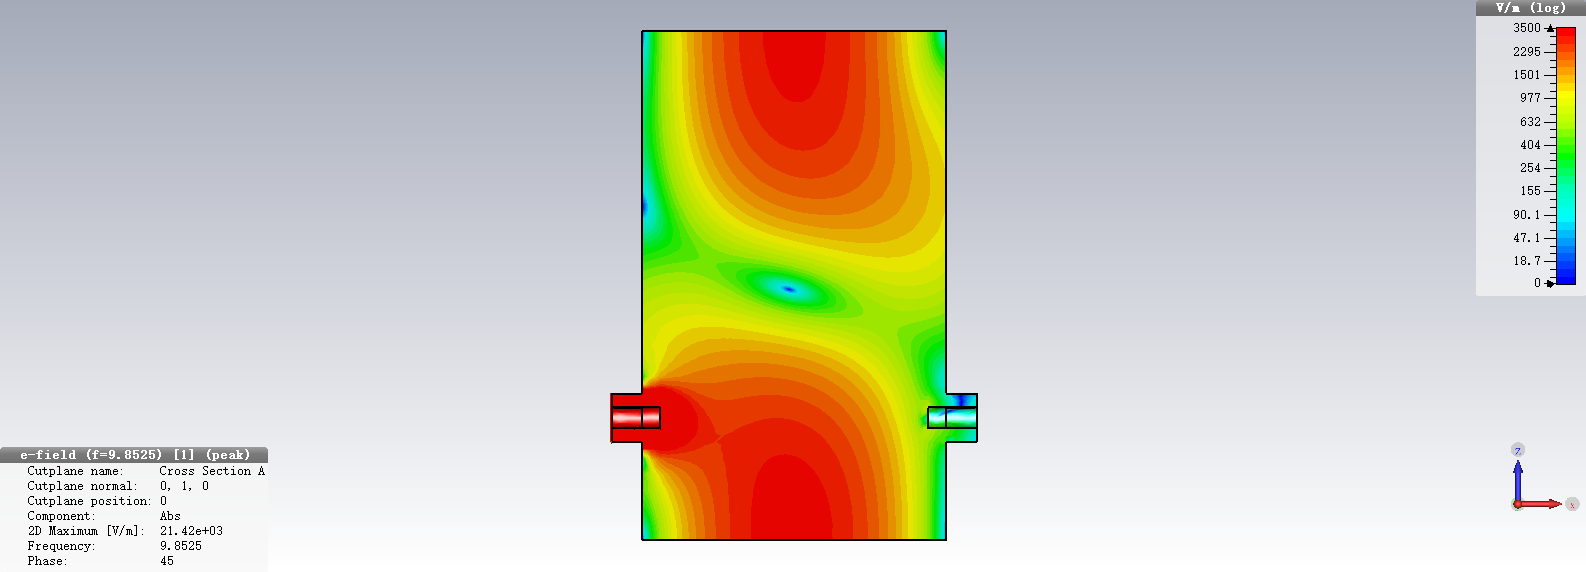 V/m (log)
3500
2295
1501
977
632
404
254
155
90.1
47.1
18.7
0
e-field (f=9.8525) [1] (peak)
Cutplane name: Cross Section A
Cutplane normal: 0, 1, 0
Cutplane position: 0
Component: Abs
2D Maximum [V/m]: 21.42e+03
Frequency: 9.8525
Phase: 45
z
x